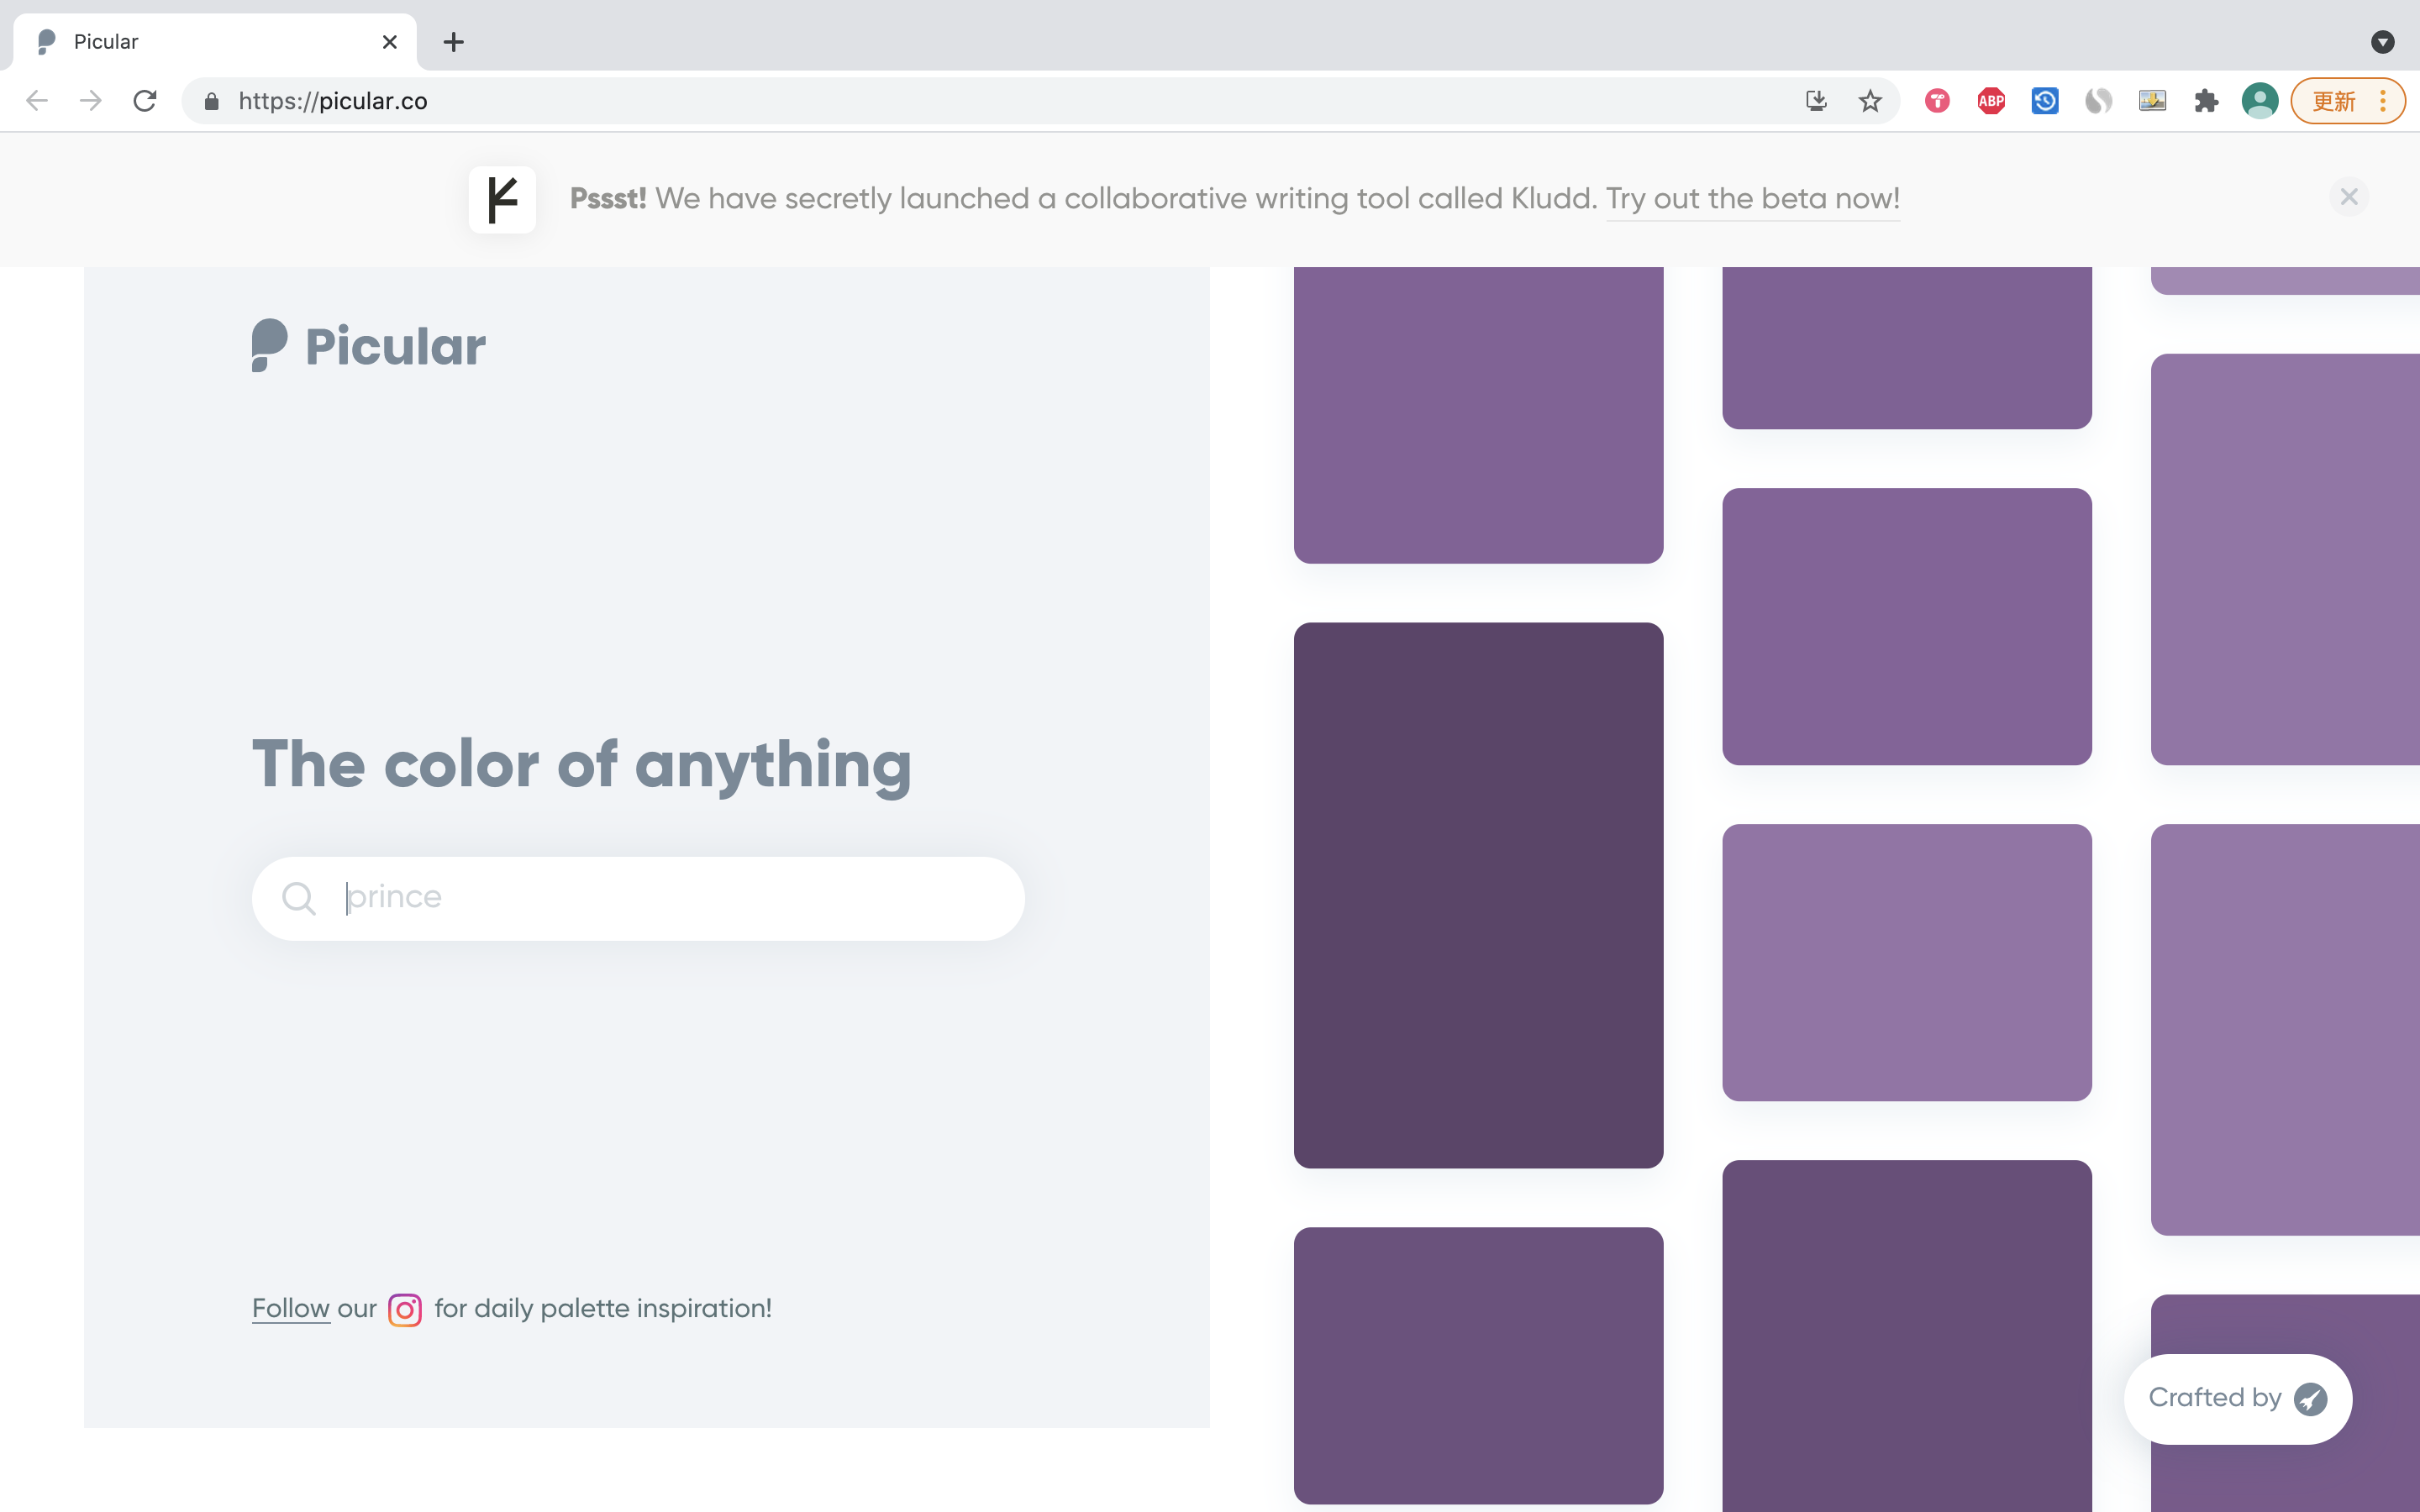 Picular
https://picular.co
ABP
更新
Pssst! We have secretly launched a collaborative writing tool called Kludd. Try out the beta now!
Picular
The color of anything
prince
Follow our for daily palette inspiration!
Crafted by